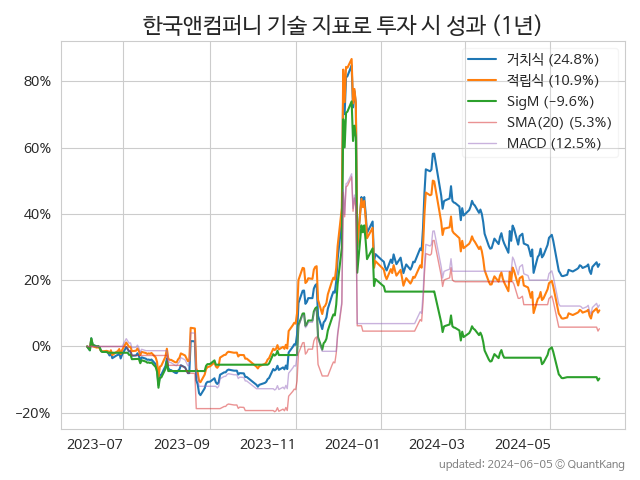 한국앤컴퍼니 기술 지표로 투자 시 성과 (1년)
거치식 (24.8%)
적립식 (10.9%)
SigM (−9.6%)
SMA(20) (5.3%)
MACD (12.5%)
80%
60%
40%
20%
0%
−20%
2023−07
2023−09
2023−11
2024−01
2024−03
2024−05
updated: 2024-06-05 © QuantKang